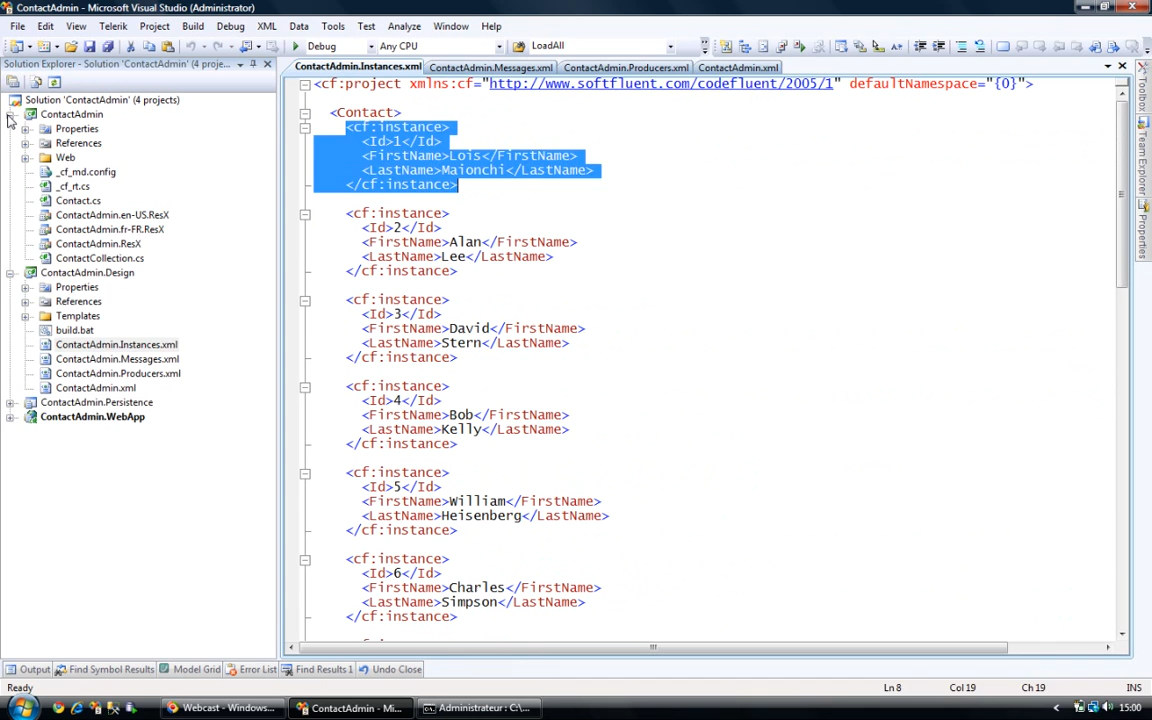 ContactAdmin - Microsoft Visual Studio (Administrator)
File Edit View Telerik Project Build Debug XML Data Tools Test Analyze Window Help
Debug Any CPU LoadAll
Solution Explorer - Solution 'ContactAdmin' (4 proje...
ContactAdmin.Instances.xml ContactAdmin.Messages.xml ContactAdmin.Producers.xml ContactAdmin.xml
Solution 'ContactAdmin' (4 projects)
ContactAdmin
Properties
References
Web
_cf_md.config
_cf_rt.cs
Contact.cs
ContactAdmin.en-US.ResX
ContactAdmin.fr-FR.ResX
ContactAdmin.ResX
ContactCollection.cs
ContactAdmin.Design
Properties
References
Templates
build.bat
ContactAdmin.Instances.xml
ContactAdmin.Messages.xml
ContactAdmin.Producers.xml
ContactAdmin.xml
ContactAdmin.Persistence
ContactAdmin.WebApp
<cf:project xmlns:cf="http://www.softfluent.com/codefluent/2005/1" defaultNamespace="{0}">
<Contact>
<cf:instance>
<Id>1</Id>
<FirstName>Lois</FirstName>
<LastName>Maionchi</LastName>
</cf:instance>
<cf:instance>
<Id>2</Id>
<FirstName>Alan</FirstName>
<LastName>Lee</LastName>
</cf:instance>
<cf:instance>
<Id>3</Id>
<FirstName>David</FirstName>
<LastName>Stern</LastName>
</cf:instance>
<cf:instance>
<Id>4</Id>
<FirstName>Bob</FirstName>
<LastName>Kelly</LastName>
</cf:instance>
<cf:instance>
<Id>5</Id>
<FirstName>William</FirstName>
<LastName>Heisenberg</LastName>
</cf:instance>
<cf:instance>
<Id>6</Id>
<FirstName>Charles</FirstName>
<LastName>Simpson</LastName>
</cf:instance>
Toolbox
Team Explorer
Properties
Output Find Symbol Results Model Grid Error List Find Results 1 Undo Close
Ready Ln 8 Col 19 Ch 19 INS
Webcast - Windows... ContactAdmin - Mi... Administrateur : C:\... 15:00